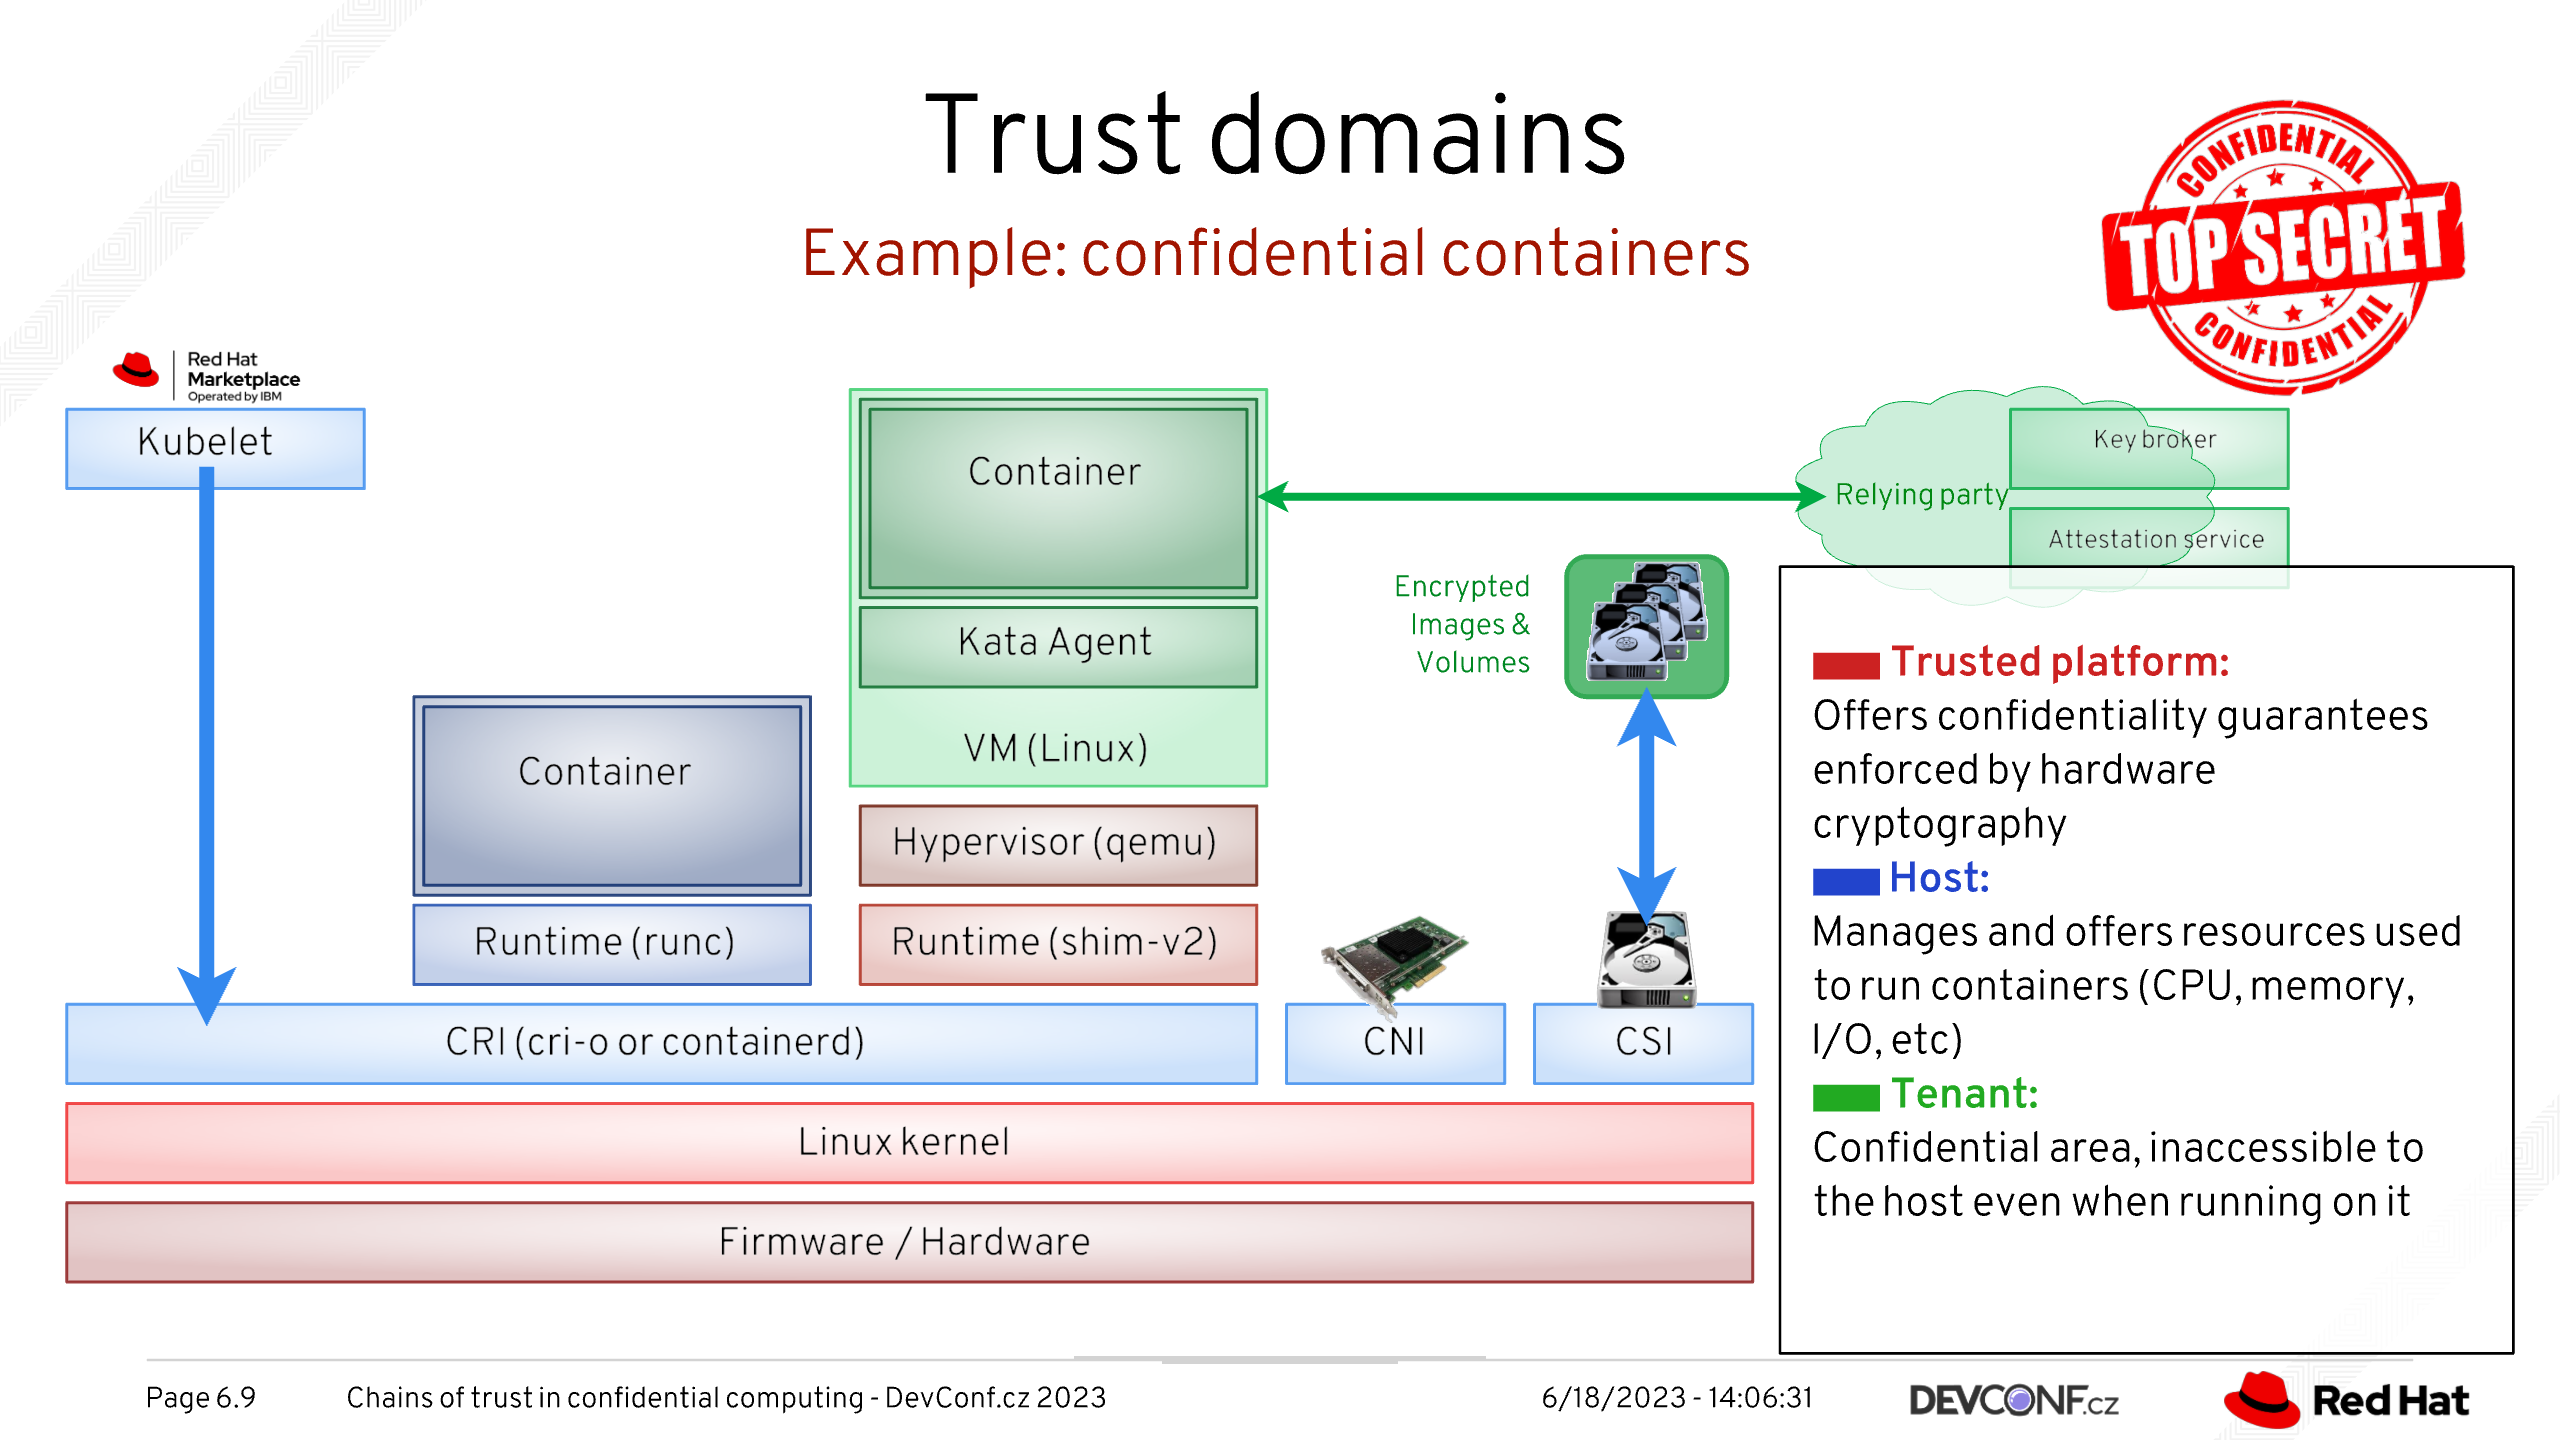 Trust domains
Example: confidential containers
CONFIDENTIAL
TOP SECRET
CONFIDENTIAL
Red Hat
Marketplace
Operated by IBM
Kubelet
Container
Kata Agent
VM (Linux)
Container
Hypervisor (qemu)
Runtime (runc)
Runtime (shim-v2)
CRI (cri-o or containerd)
CNI
CSI
Linux kernel
Firmware / Hardware
Encrypted
Images &
Volumes
Relying party
Key broker
Attestation service
Trusted platform:
Offers confidentiality guarantees
enforced by hardware
cryptography
Host:
Manages and offers resources used
to run containers (CPU, memory,
I/O, etc)
Tenant:
Confidential area, inaccessible to
the host even when running on it
Page 6.9
Chains of trust in confidential computing - DevConf.cz 2023
6/18/2023 - 14:06:31
DEVCONF.cz
Red Hat